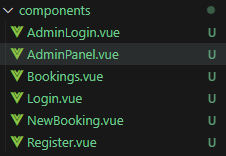 components
AdminLogin.vue U
AdminPanel.vue U
Bookings.vue U
Login.vue U
NewBooking.vue U
Register.vue U